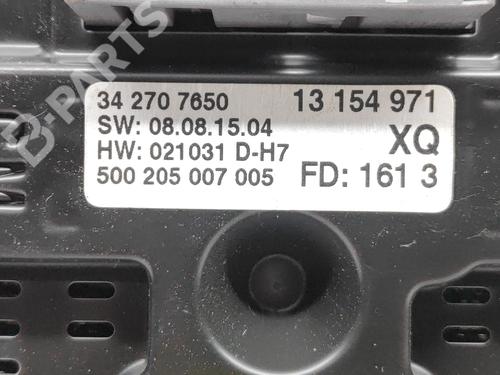 B-PARTS
34 270 7650 13 154 971
SW: 08.08.15.04 XQ
HW: 021031 D-H7
500 205 007 005 FD: 161 3